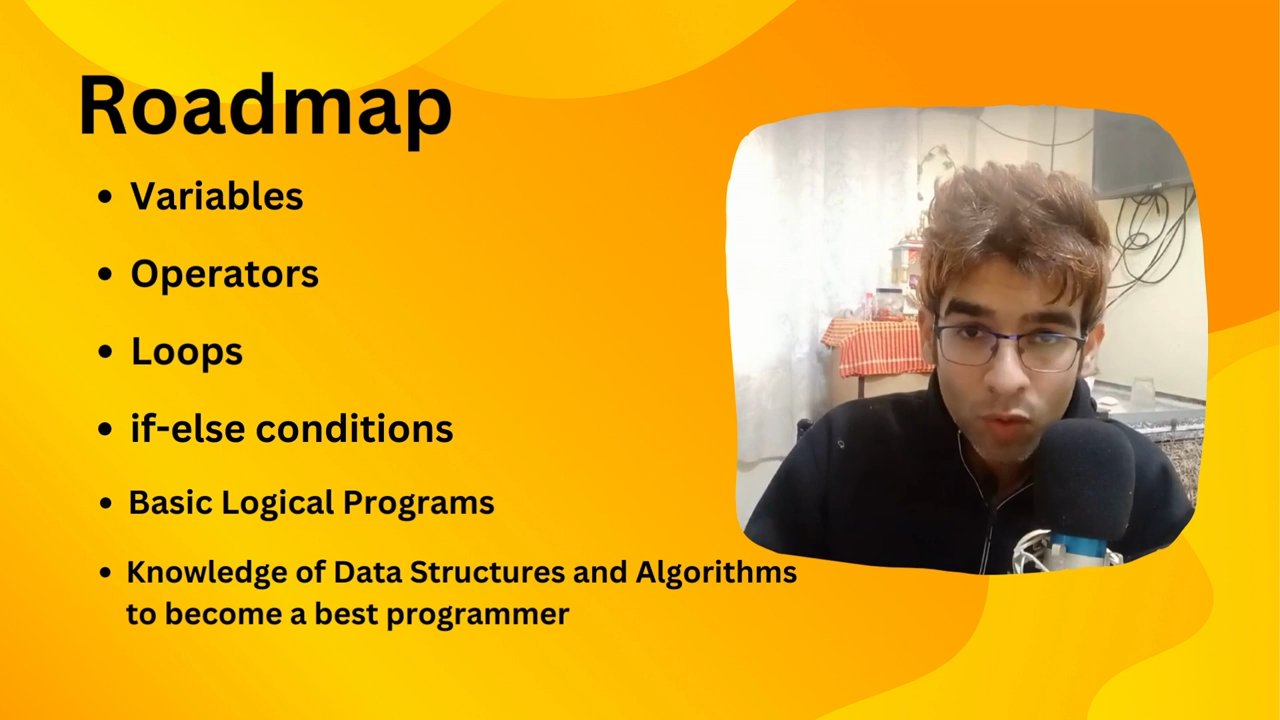 Roadmap
• Variables
• Operators
• Loops
• if-else conditions
• Basic Logical Programs
• Knowledge of Data Structures and Algorithms
to become a best programmer